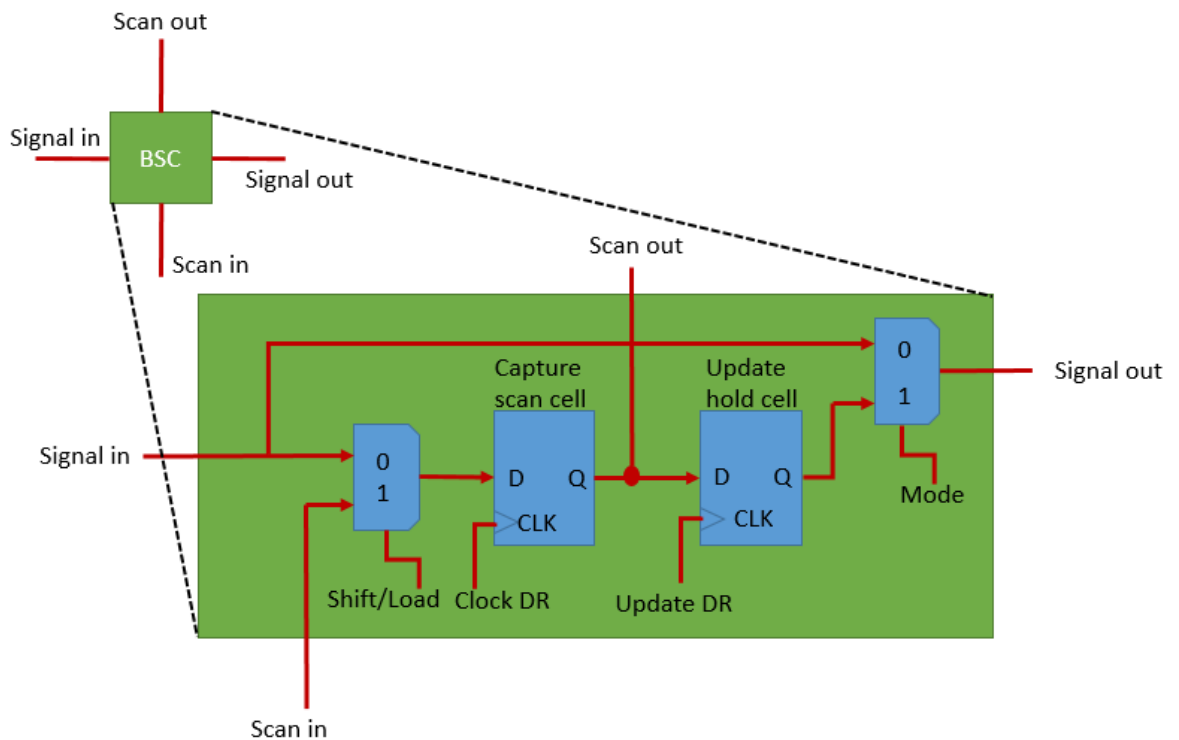 Scan out
Signal in
BSC
Signal out
Scan in
Scan out
Capture
scan cell
Update
hold cell
0
1
Signal out
Signal in
0
1
D
Q
CLK
D
Q
CLK
Mode
Shift/Load
Clock DR
Update DR
Scan in